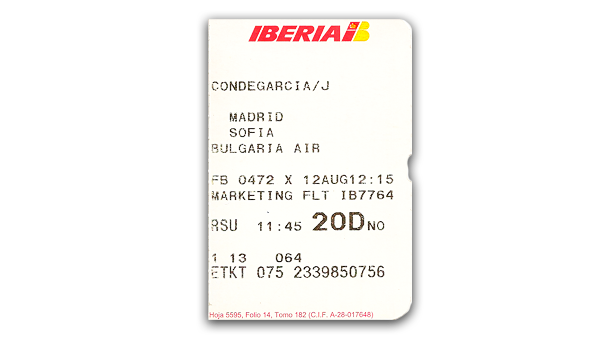 IBERIA IB
CONDEGARCIA/J
MADRID
SOFIA
BULGARIA AIR
FB 0472 X 12AUG12:15
MARKETING FLT IB7764
RSU 11:45 20D NO
1 13 064
ETKT 075 2339850756
Hoja 5595, Folio 14, Tomo 182 (C.I.F. A-28-017648)